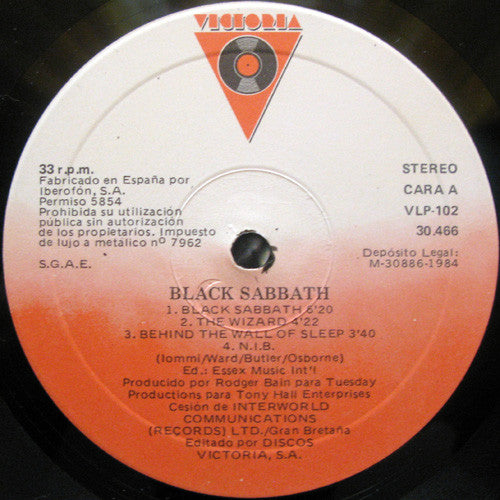 VICTORIA
33 r.p.m.
Fabricado en España por
Iberofón, S.A.
Permiso 5854
Prohibida su utilización
pública sin autorización
de los propietarios. Impuesto
de lujo a metalico nº 7962
S.G.A.E.
STEREO
CARA A
VLP-102
30.466
Depósito Legal:
M-30886-1984
BLACK SABBATH
1. BLACK SABBATH 6'20
2. THE WIZARD 4'22
3. BEHIND THE WALL OF SLEEP 3'40
4. N.I.B.
(Iommi/Ward/Butler/Osborne)
Ed.: Essex Music Int'l
Producido por Rodger Bain para Tuesday
Productions para Tony Hall Enterprises
Cesión de INTERWORLD
COMMUNICATIONS
(RECORDS) LTD./Gran Bretaña
Editado por DISCOS
VICTORIA, S.A.